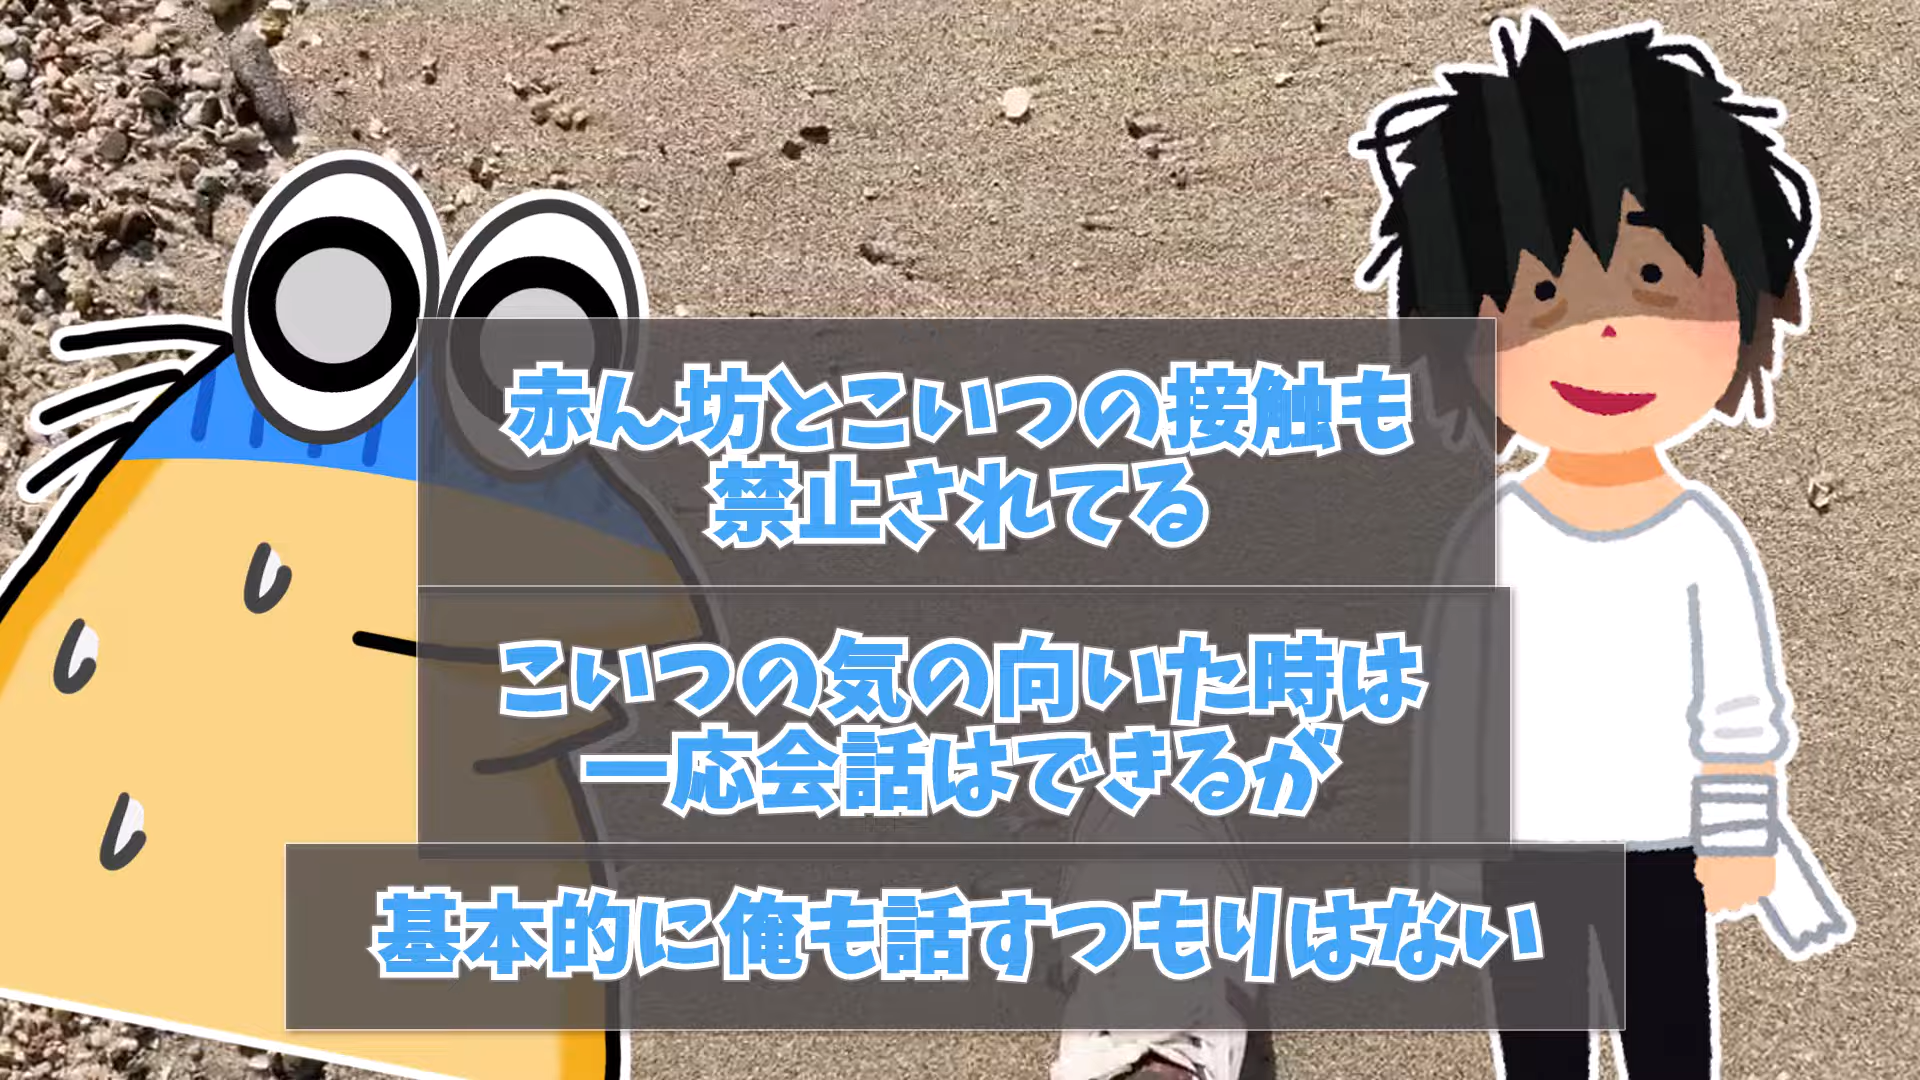 赤ん坊とこいつの接触も
禁止されてる
こいつの気の向いた時は
一応会話はできるが
基本的に俺も話すつもりはない